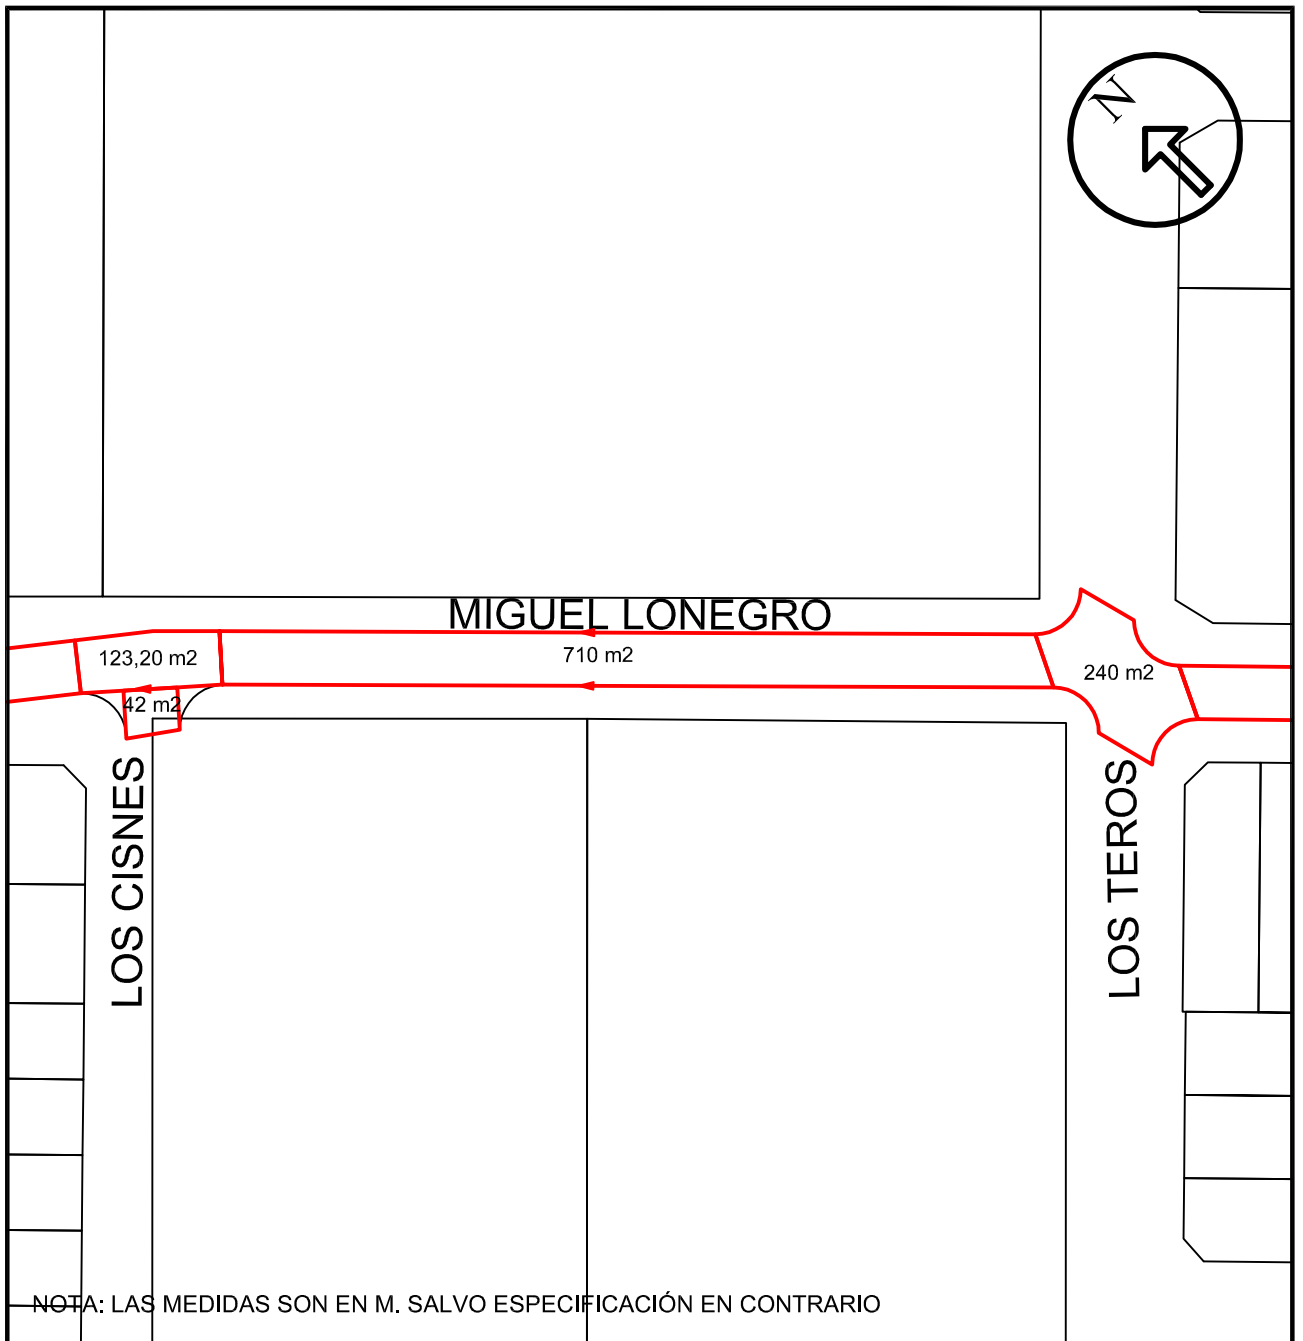 N
MIGUEL LONEGRO
123,20 m2
710 m2
240 m2
42 m2
LOS CISNES
LOS TEROS
NOTA: LAS MEDIDAS SON EN M. SALVO ESPECIFICACIÓN EN CONTRARIO